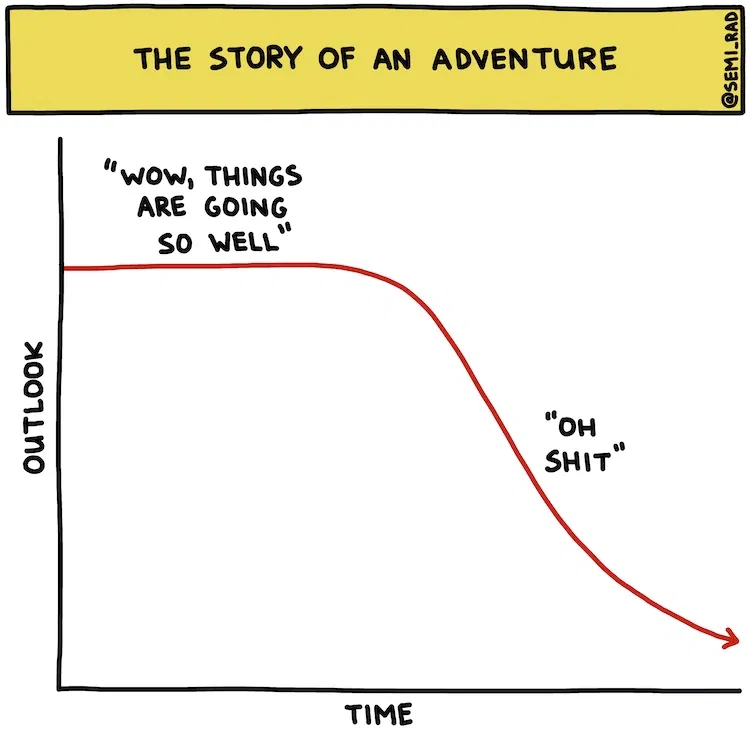 THE STORY OF AN ADVENTURE
@SEMI_RAD
"WOW, THINGS
ARE GOING
SO WELL"
OUTLOOK
"OH
SHIT"
TIME